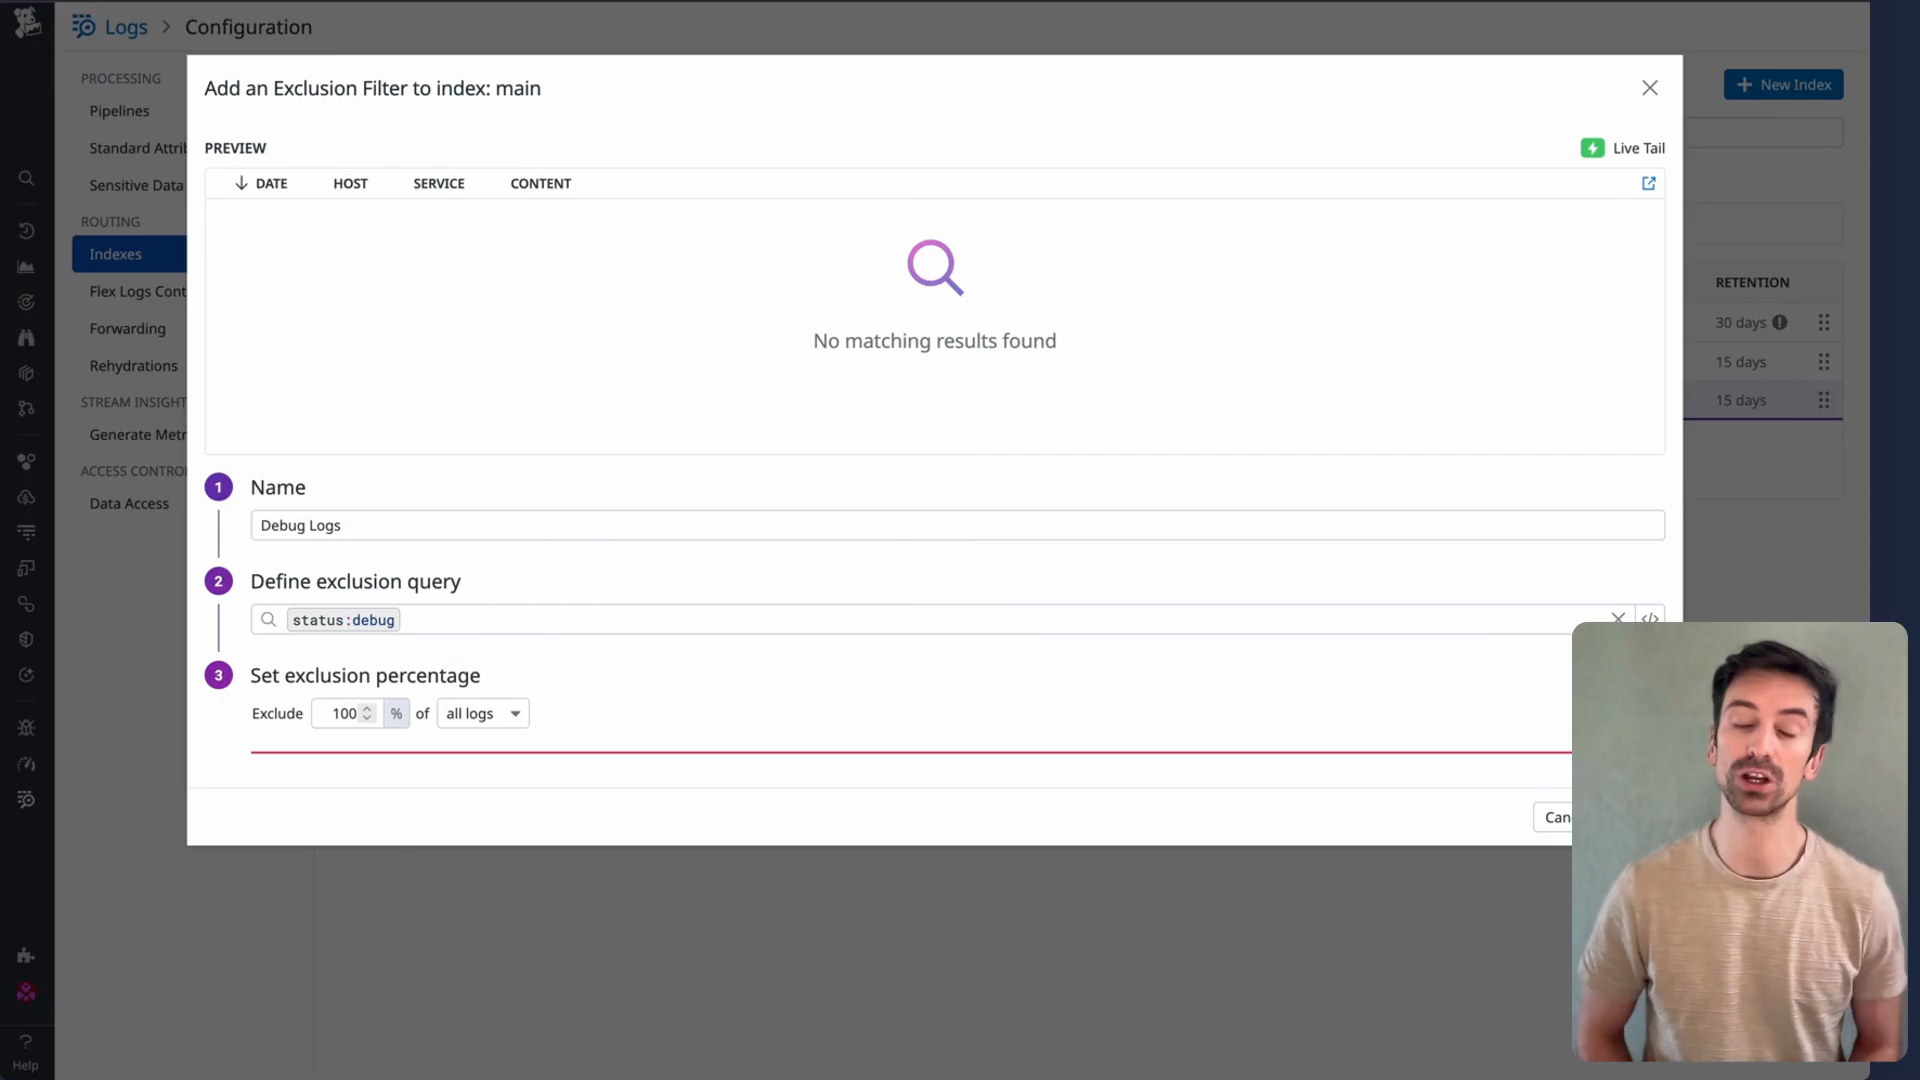 Logs > Configuration
PROCESSING
Pipelines
Standard Attrib
Sensitive Data
ROUTING
Indexes
Flex Logs Cont
Forwarding
Rehydrations
STREAM INSIGHT
Generate Metr
ACCESS CONTRO
Data Access
Help
Add an Exclusion Filter to index: main
PREVIEW
Live Tail
DATE HOST SERVICE CONTENT
No matching results found
1 Name
Debug Logs
2 Define exclusion query
status:debug
3 Set exclusion percentage
Exclude 100 % of all logs
Can
+ New Index
RETENTION
30 days
15 days
15 days